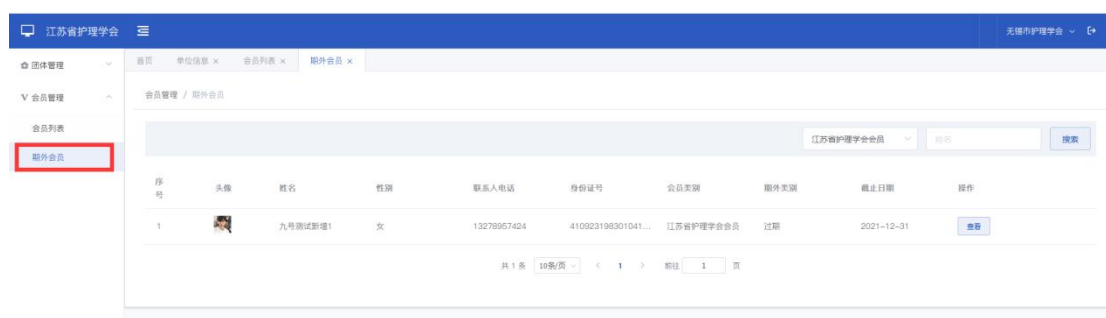 江苏省护理学会
无锡市护理学会
团体管理
首页 单位信息 × 会员列表 × 期外会员 ×
会员管理
会员管理 / 期外会员
会员列表
江苏省护理学会会员 姓名 搜索
期外会员
序号 头像 姓名 性别 联系人电话 身份证号 会员类别 期外类别 截止日期 操作
1 九号测试新增1 女 13278957424 410923198301041... 江苏省护理学会会员 过期 2021-12-31 查看
共 1 条 10条/页 < 1 > 前往 1 页